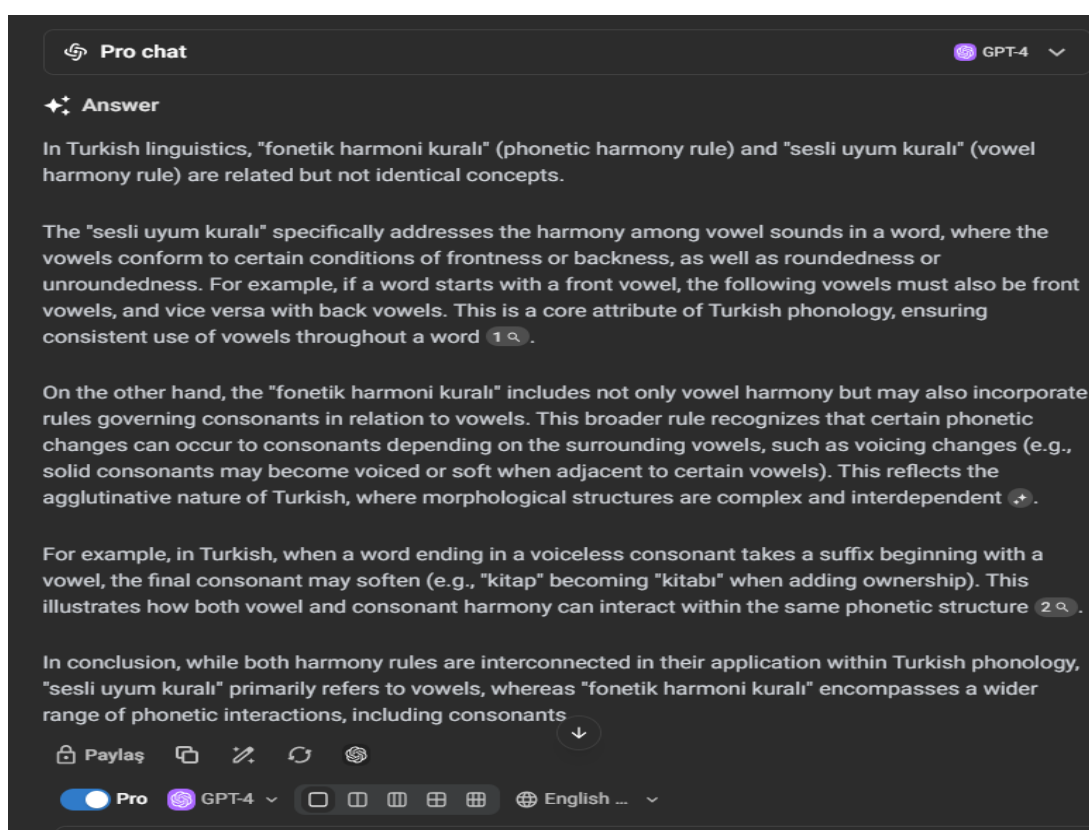 Pro chat
GPT-4
Answer
In Turkish linguistics, "fonetik harmoni kuralı" (phonetic harmony rule) and "sesli uyum kuralı" (vowel
harmony rule) are related but not identical concepts.
The "sesli uyum kuralı" specifically addresses the harmony among vowel sounds in a word, where the
vowels conform to certain conditions of frontness or backness, as well as roundedness or
unroundedness. For example, if a word starts with a front vowel, the following vowels must also be front
vowels, and vice versa with back vowels. This is a core attribute of Turkish phonology, ensuring
consistent use of vowels throughout a word 1.
On the other hand, the "fonetik harmoni kuralı" includes not only vowel harmony but may also incorporate
rules governing consonants in relation to vowels. This broader rule recognizes that certain phonetic
changes can occur to consonants depending on the surrounding vowels, such as voicing changes (e.g.,
solid consonants may become voiced or soft when adjacent to certain vowels). This reflects the
agglutinative nature of Turkish, where morphological structures are complex and interdependent .
For example, in Turkish, when a word ending in a voiceless consonant takes a suffix beginning with a
vowel, the final consonant may soften (e.g., "kitap" becoming "kitabı" when adding ownership). This
illustrates how both vowel and consonant harmony can interact within the same phonetic structure 2.
In conclusion, while both harmony rules are interconnected in their application within Turkish phonology,
"sesli uyum kuralı" primarily refers to vowels, whereas "fonetik harmoni kuralı" encompasses a wider
range of phonetic interactions, including consonants
Paylaş
Pro GPT-4 English ...